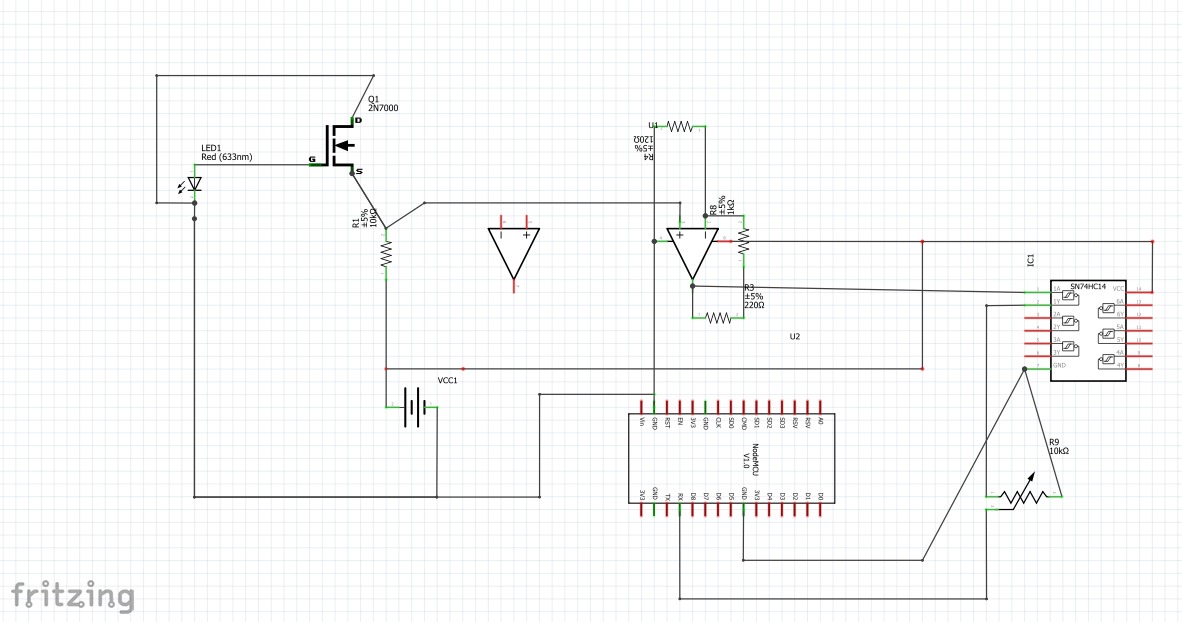 Q1
2N7000
D
G
S
LED1
Red (633nm)
R1
±5%
10kΩ
U1
R4
±5%
120Ω
R8
±5%
1kΩ
+
+
R3
±5%
220Ω
U2
IC1
SN74HC14
1A
1Y
2A
2Y
3A
3Y
GND
VCC
6A
6Y
5A
5Y
4A
4Y
VCC1
Vin
GND
RST
EN
3V3
GND
CLK
SD0
CMD
SD1
SD2
SD3
RSV
RSV
A0
NodeMCU
V1.0
3V3
GND
TX
RX
D8
D7
D6
D5
GND
3V3
D4
D3
D2
D1
D0
R9
10kΩ
fritzing